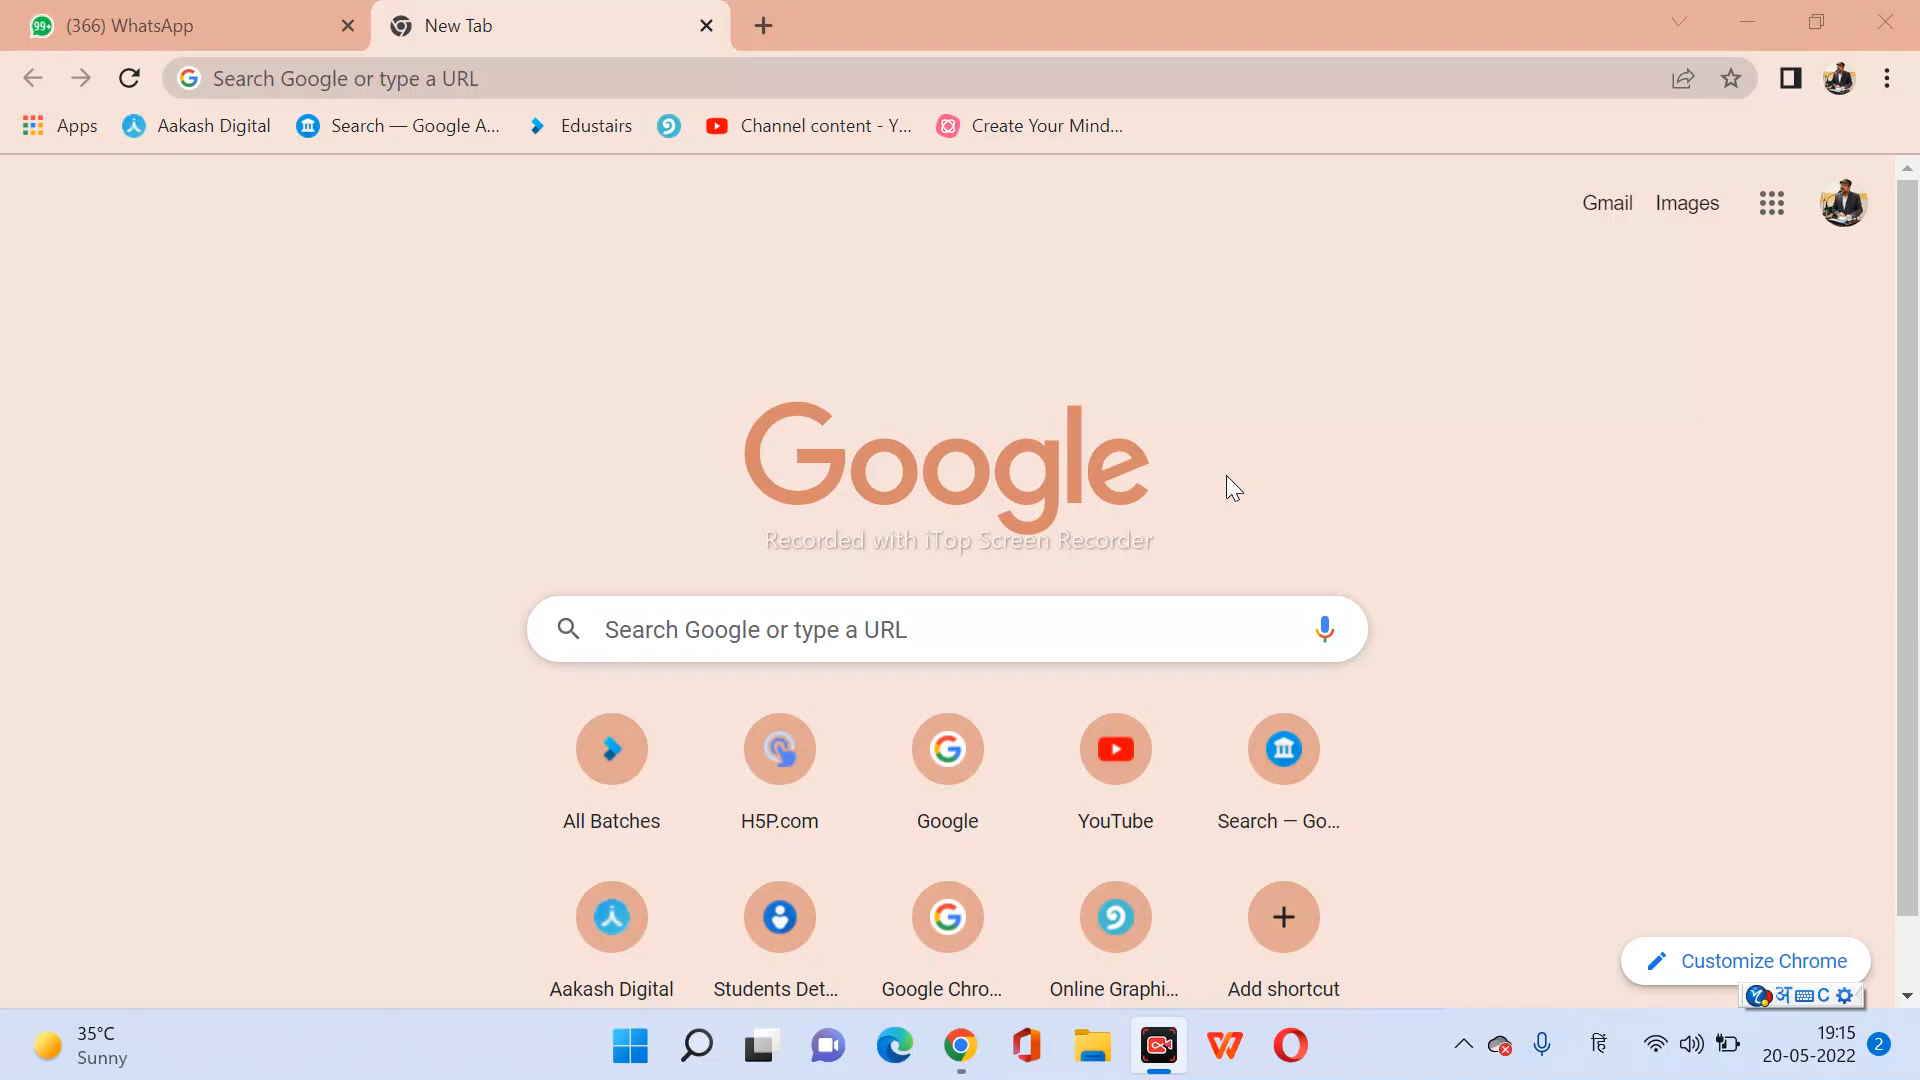 (366) WhatsApp
New Tab
Search Google or type a URL
Apps
Aakash Digital
Search — Google A...
Edustairs
Channel content - Y...
Create Your Mind...
Gmail
Images
Google
Recorded with iTop Screen Recorder
Search Google or type a URL
All Batches
H5P.com
Google
YouTube
Search — Go...
Aakash Digital
Students Det...
Google Chro...
Online Graphi...
Add shortcut
Customize Chrome
अ C
35°C
Sunny
हिं
19:15
20-05-2022
2
99+